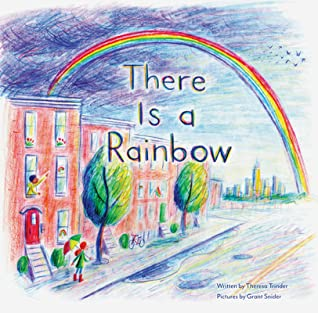 There
Is a
Rainbow
Written by Theresa Trinder
Pictures by Grant Snider